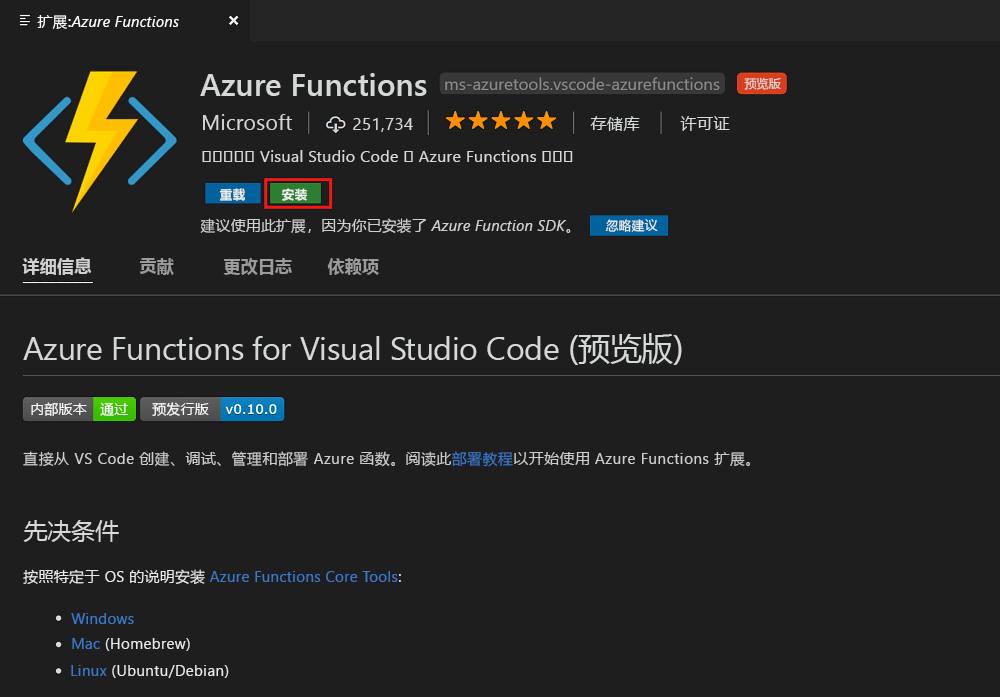 扩展:Azure Functions
Azure Functions ms-azuretools.vscode-azurefunctions 预览版
Microsoft 251,734 存储库 许可证
Visual Studio Code Azure Functions
重载 安装
建议使用此扩展，因为你已安装了 Azure Function SDK。 忽略建议
详细信息 贡献 更改日志 依赖项
Azure Functions for Visual Studio Code (预览版)
内部版本 通过 预发行版 v0.10.0
直接从 VS Code 创建、调试、管理和部署 Azure 函数。阅读此部署教程以开始使用 Azure Functions 扩展。
先决条件
按照特定于 OS 的说明安装 Azure Functions Core Tools:
• Windows
• Mac (Homebrew)
• Linux (Ubuntu/Debian)